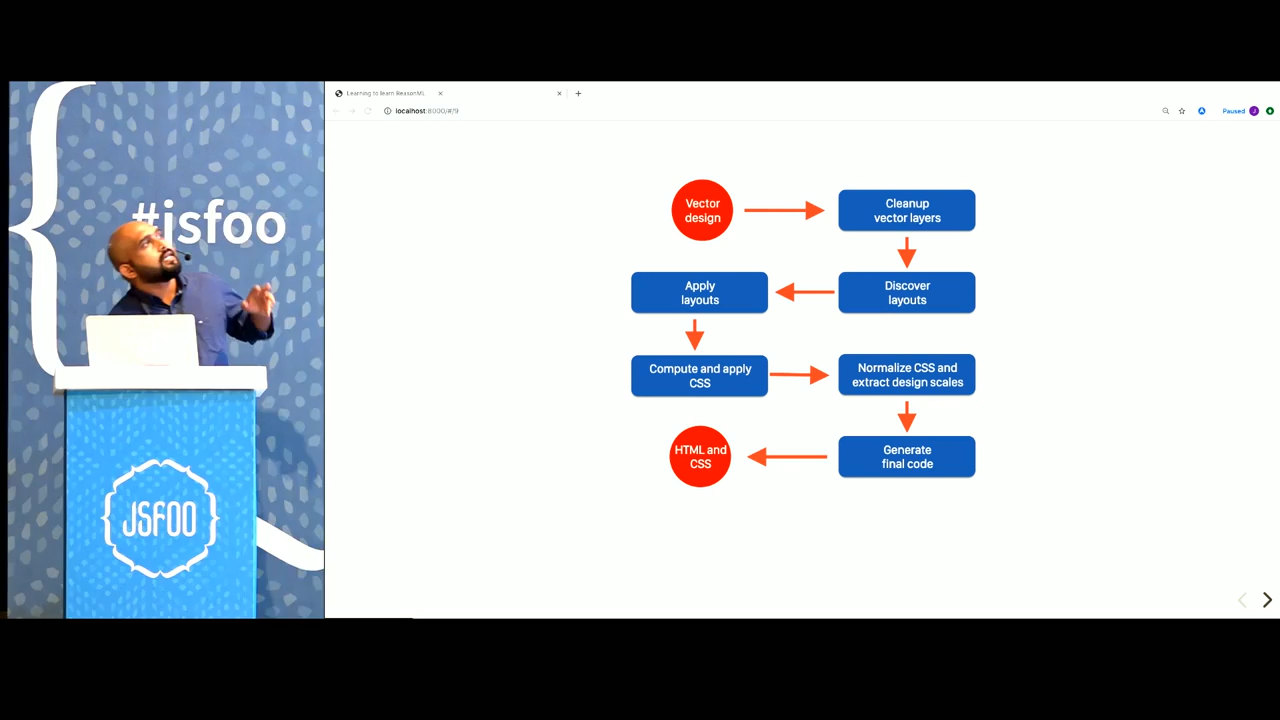 #jsfoo
JSFOO
Learning to learn ReasonML
localhost:8000/#/9
Paused
J
Vector
design
Cleanup
vector layers
Apply
layouts
Discover
layouts
Compute and apply
CSS
Normalize CSS and
extract design scales
HTML and
CSS
Generate
final code